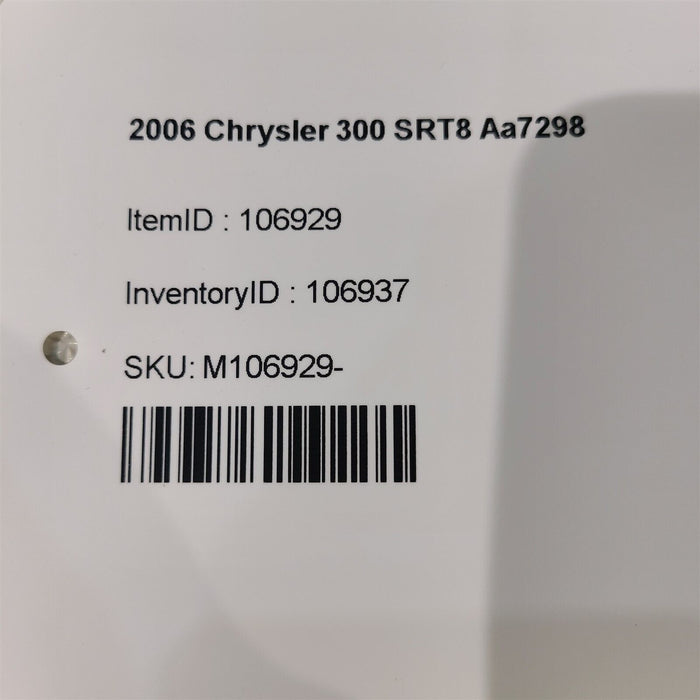 2006 Chrysler 300 SRT8 Aa7298
ItemID : 106929
InventoryID : 106937
SKU: M106929-